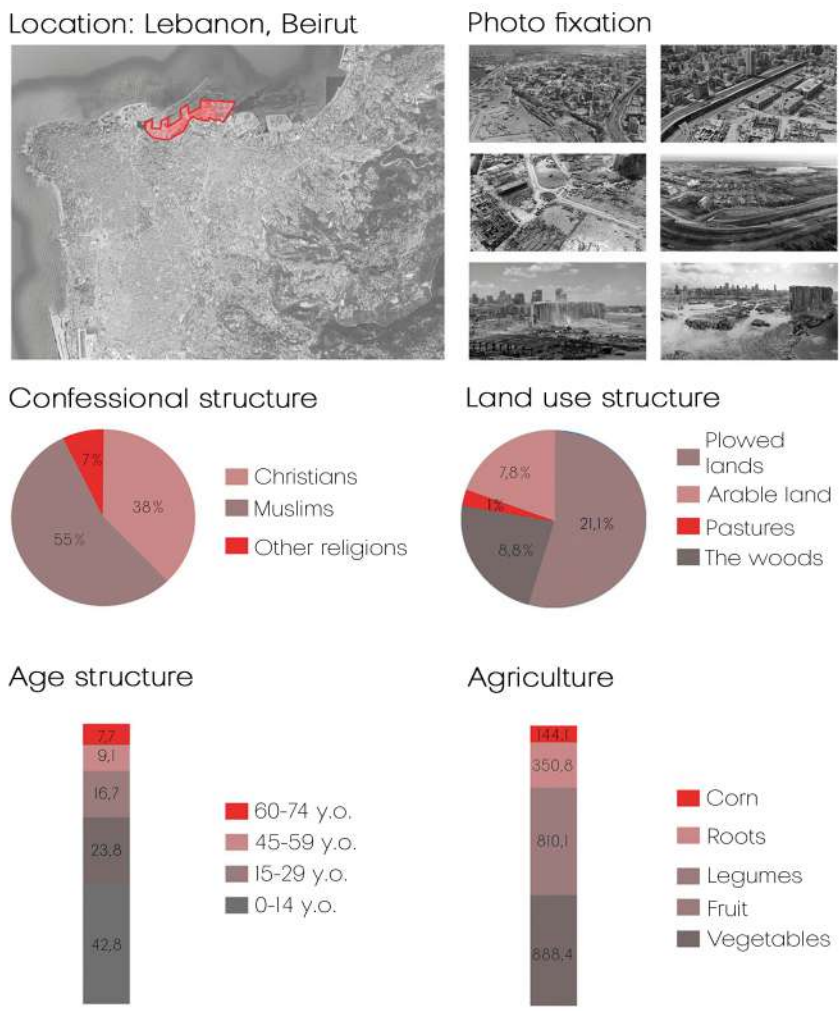 Location: Lebanon, Beirut
Photo fixation
Confessional structure
7%
38%
55%
Christians
Muslims
Other religions
Land use structure
7,8%
1%
21,1%
8,8%
Plowed
lands
Arable land
Pastures
The woods
Age structure
7,7
9,1
16,7
23,8
42,8
60-74 y.o.
45-59 y.o.
15-29 y.o.
0-14 y.o.
Agriculture
144,1
350,8
810,1
888,4
Corn
Roots
Legumes
Fruit
Vegetables